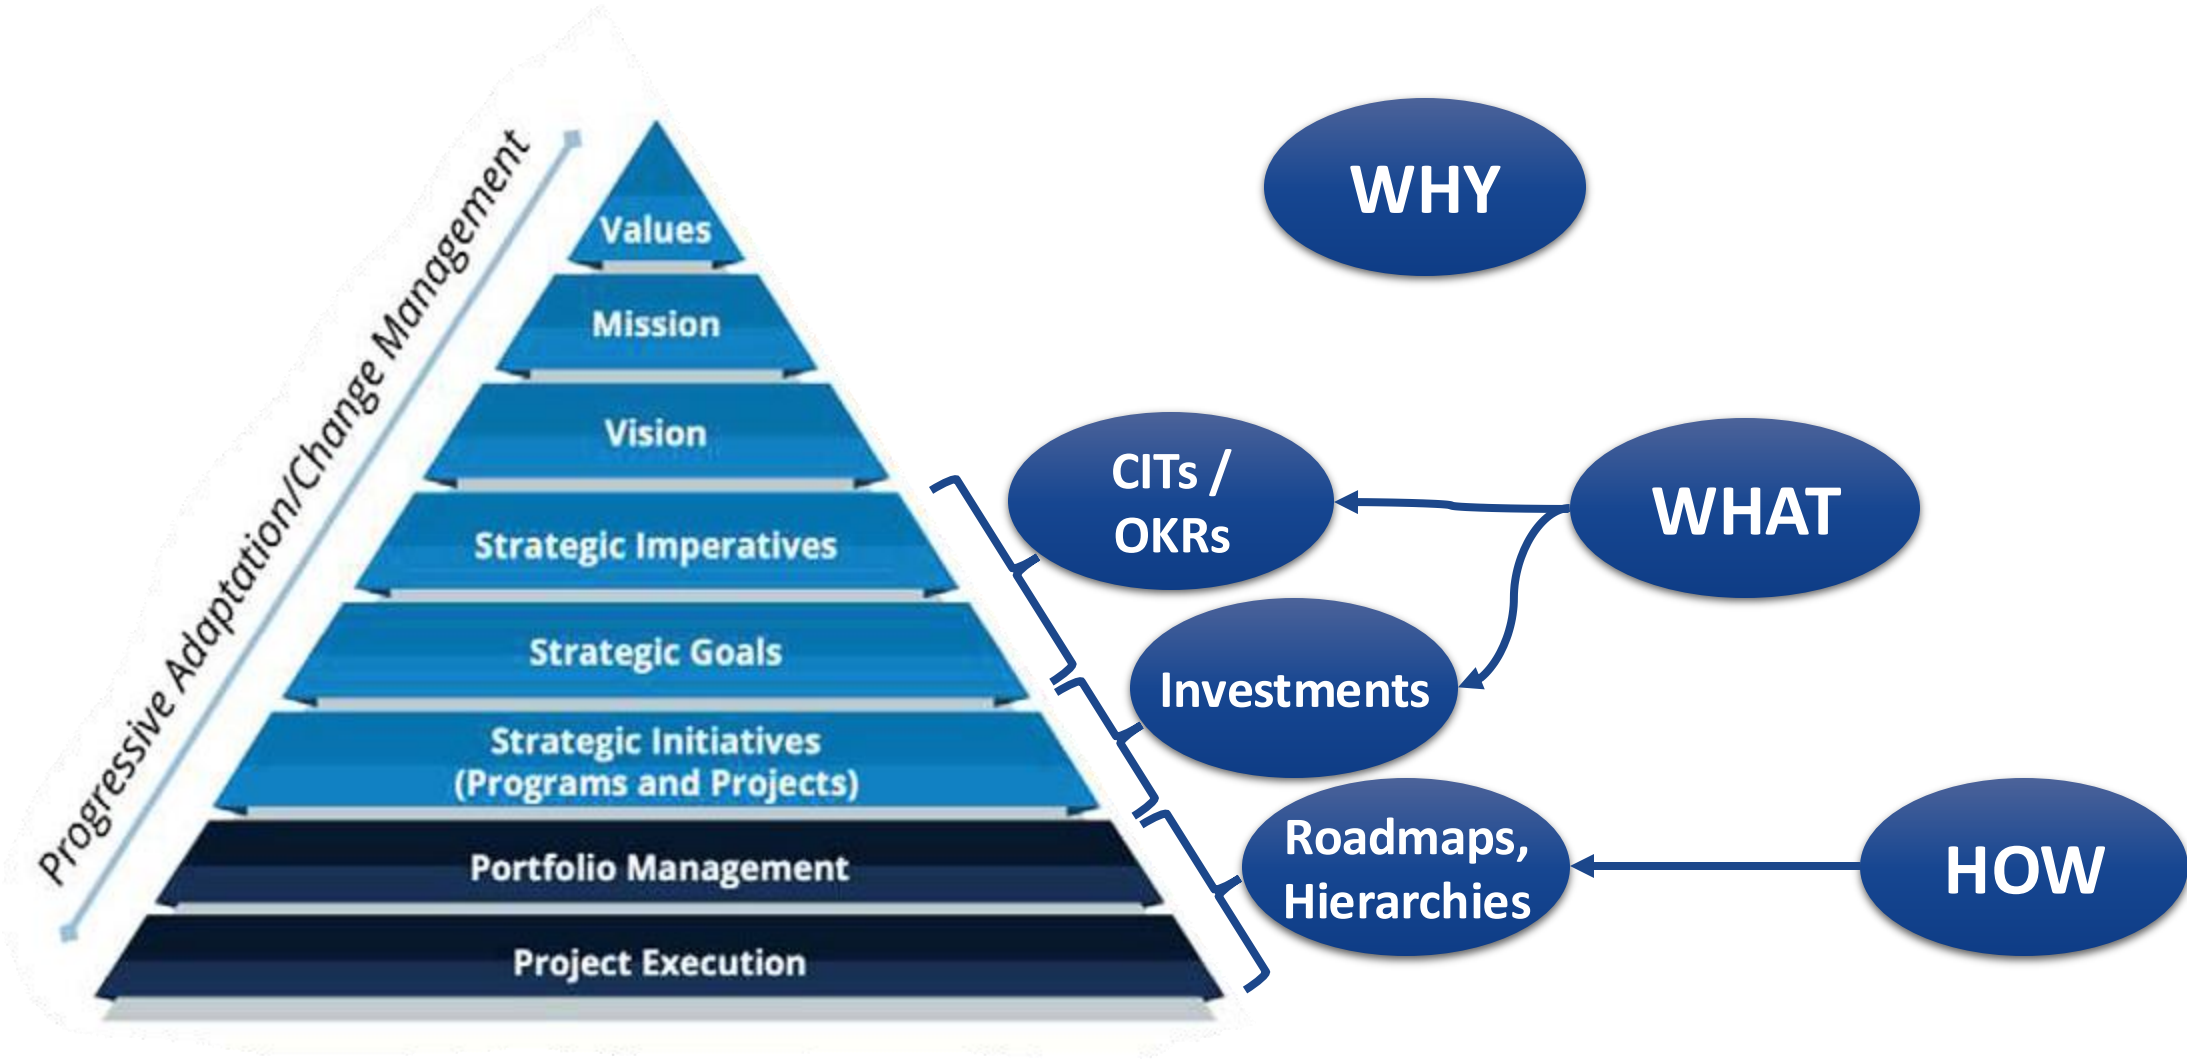 Progressive Adaptation/Change Management
Values
Mission
Vision
Strategic Imperatives
Strategic Goals
Strategic Initiatives
(Programs and Projects)
Portfolio Management
Project Execution
WHY
CITs /
OKRs
WHAT
Investments
Roadmaps,
Hierarchies
HOW